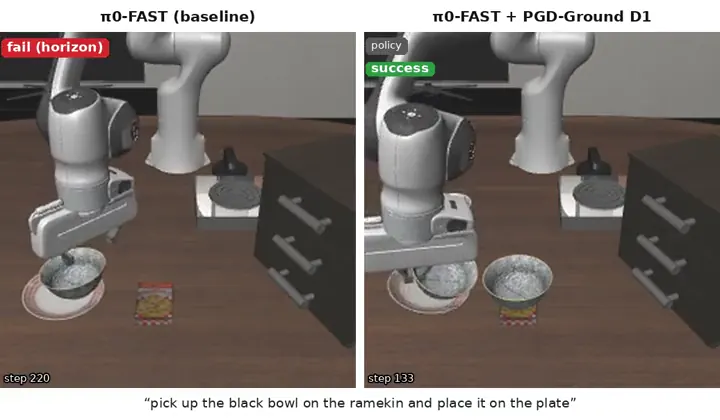 π0-FAST (baseline)
π0-FAST + PGD-Ground D1
fail (horizon)
policy
success
step 220
step 133
“pick up the black bowl on the ramekin and place it on the plate”